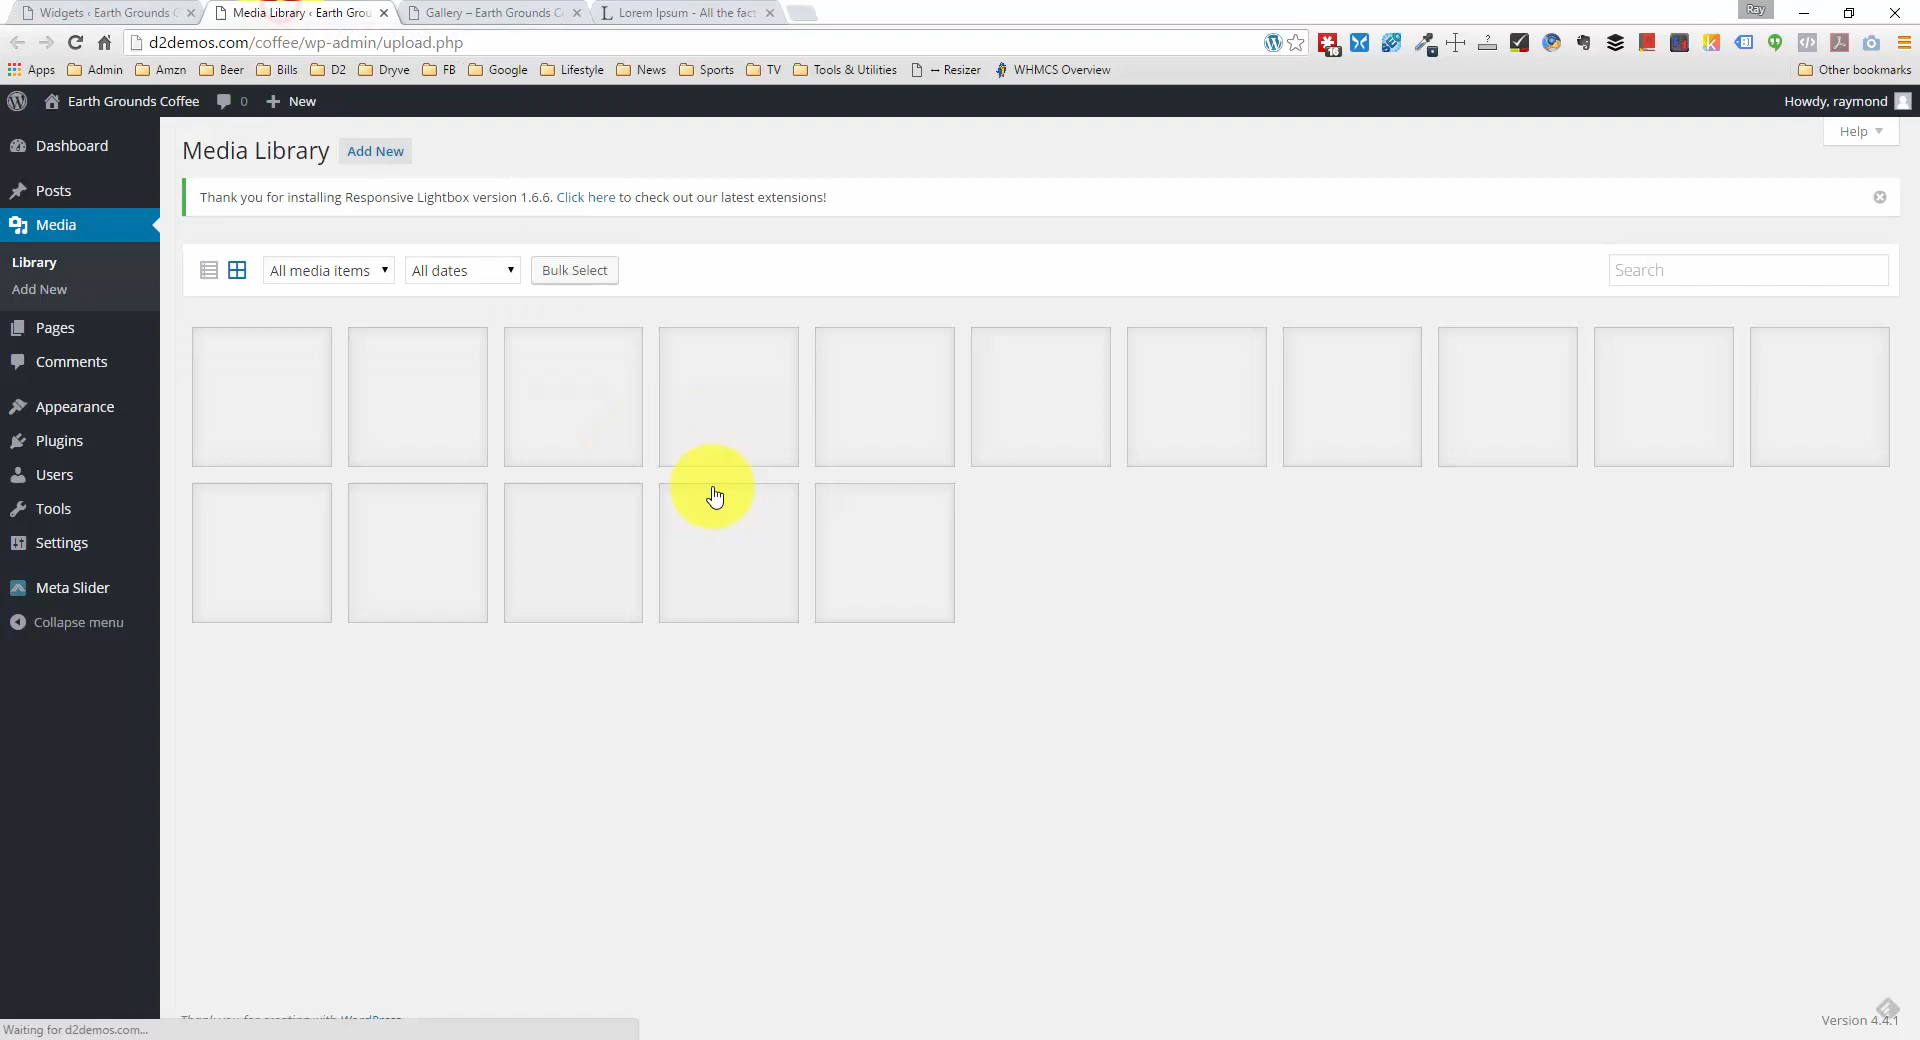 Widgets ‹ Earth Grounds C
Media Library ‹ Earth Grou
Gallery – Earth Grounds C
Lorem Ipsum - All the fact
Ray
d2demos.com/coffee/wp-admin/upload.php
16
Apps Admin Amzn Beer Bills D2 Dryve FB Google Lifestyle News Sports TV Tools & Utilities ↔ Resizer WHMCS Overview Other bookmarks
Earth Grounds Coffee 0 + New Howdy, raymond
Help
Dashboard
Posts
Media
Library
Add New
Pages
Comments
Appearance
Plugins
Users
Tools
Settings
Meta Slider
Collapse menu
Media Library Add New
Thank you for installing Responsive Lightbox version 1.6.6. Click here to check out our latest extensions!
All media items All dates Bulk Select Search
Thank you for creating with WordPress.
Version 4.4.1
Waiting for d2demos.com...